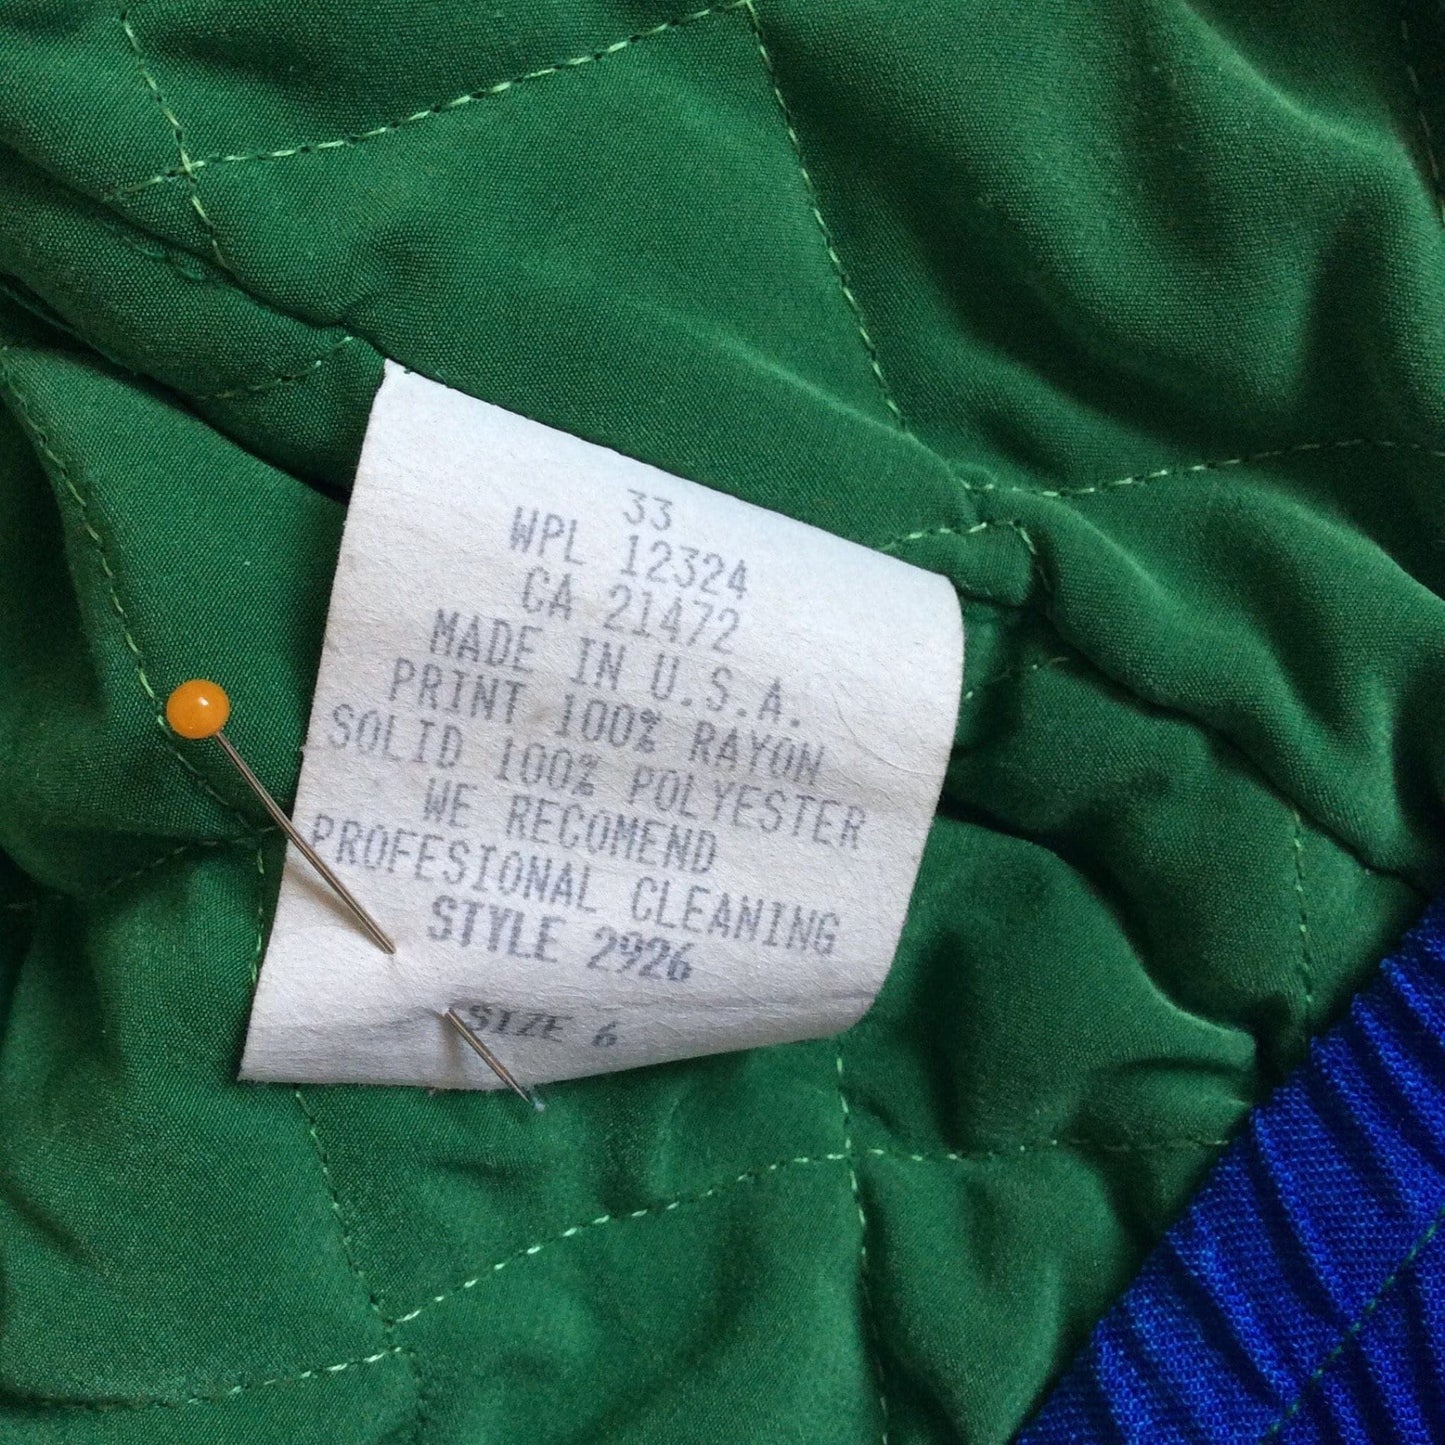 33
WPL 12324
CA 21472
MADE IN U.S.A.
PRINT 100% RAYON
SOLID 100% POLYESTER
WE RECOMEND
PROFESIONAL CLEANING
STYLE 2926
SIZE 6